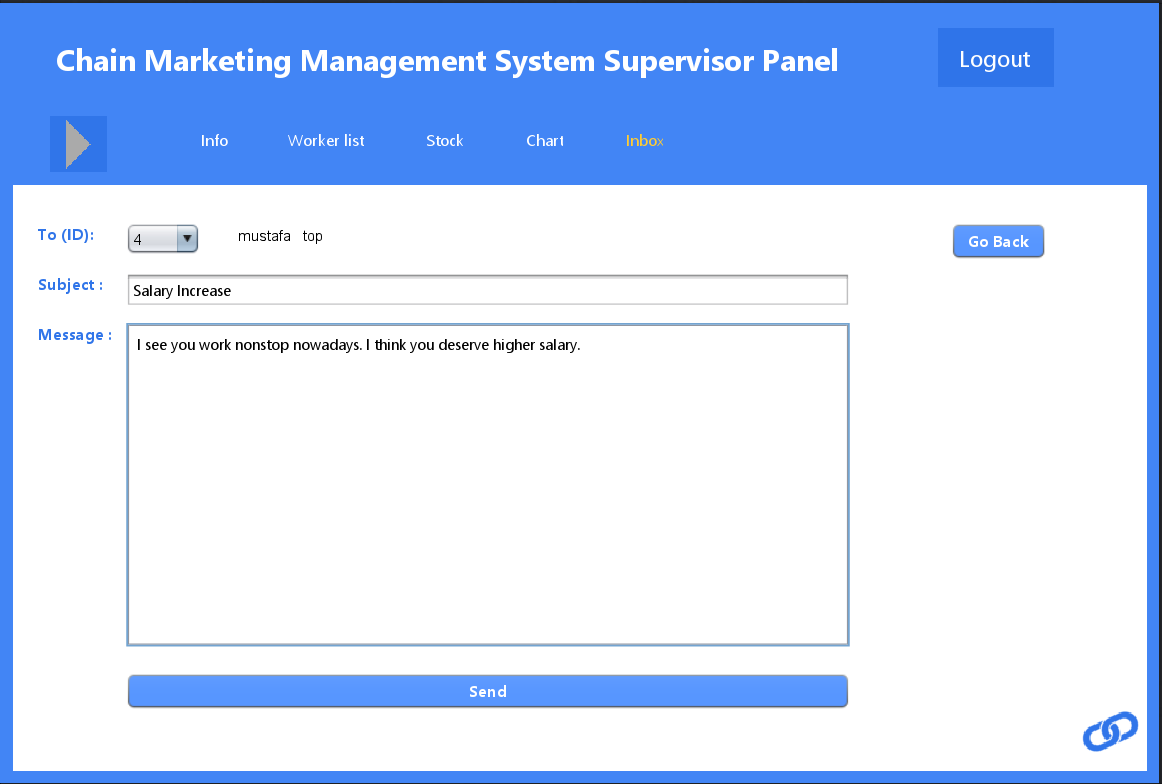 Chain Marketing Management System Supervisor Panel
Logout
Info Worker list Stock Chart Inbox
To (ID): 4 mustafa top
Go Back
Subject : Salary Increase
Message : I see you work nonstop nowadays. I think you deserve higher salary.
Send